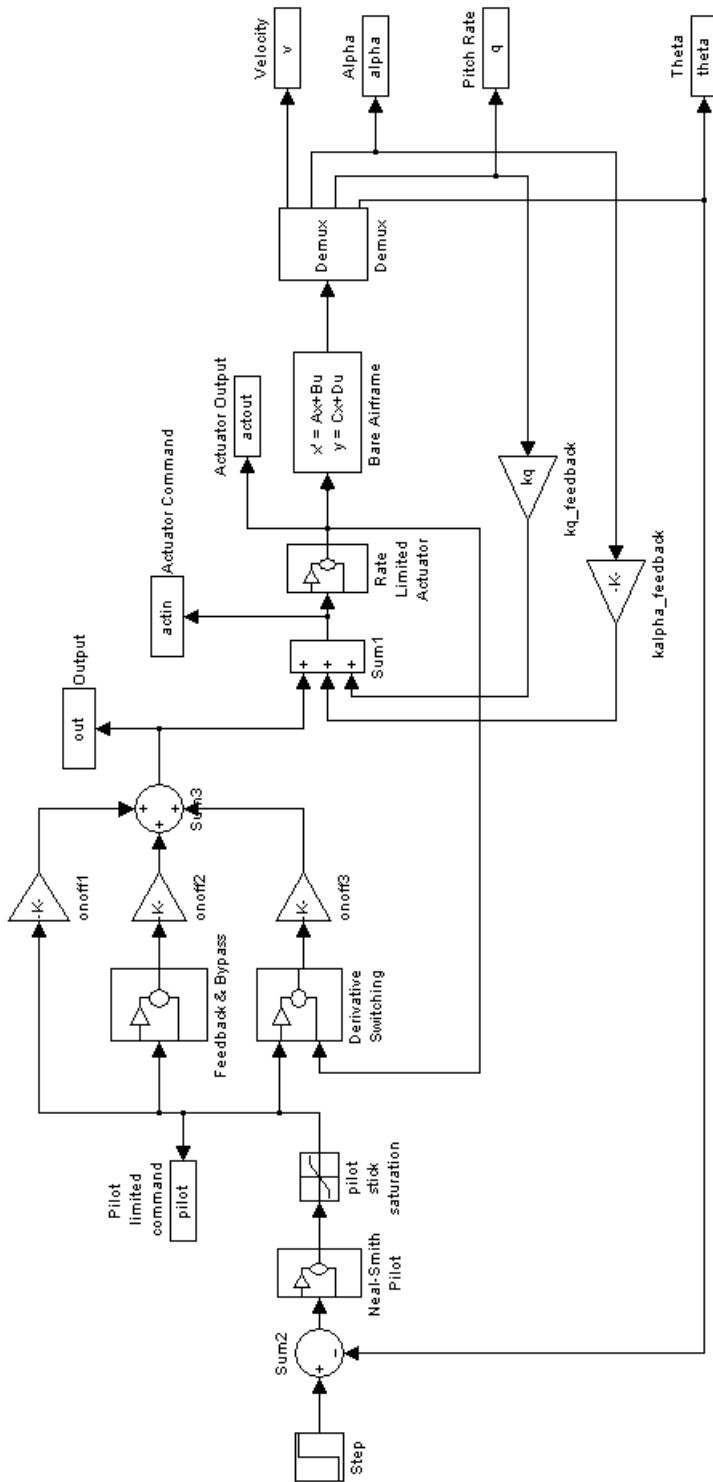 Step
+
−
Sum2
Neal-Smith
Pilot
pilot
stick
saturation
Pilot
limited
command
pilot
Feedback & Bypass
Derivative
Switching
-K-
onoff1
-K-
onoff2
-K-
onoff3
+
+
+
Sum3
Output
out
+
+
+
Sum1
Actuator Command
actin
Rate
Limited
Actuator
Actuator Output
actout
x' = Ax+Bu
y = Cx+Du
Bare Airframe
kq
kq_feedback
-K-
kalpha_feedback
Demux
Demux
Velocity
v
Alpha
alpha
Pitch Rate
q
Theta
theta